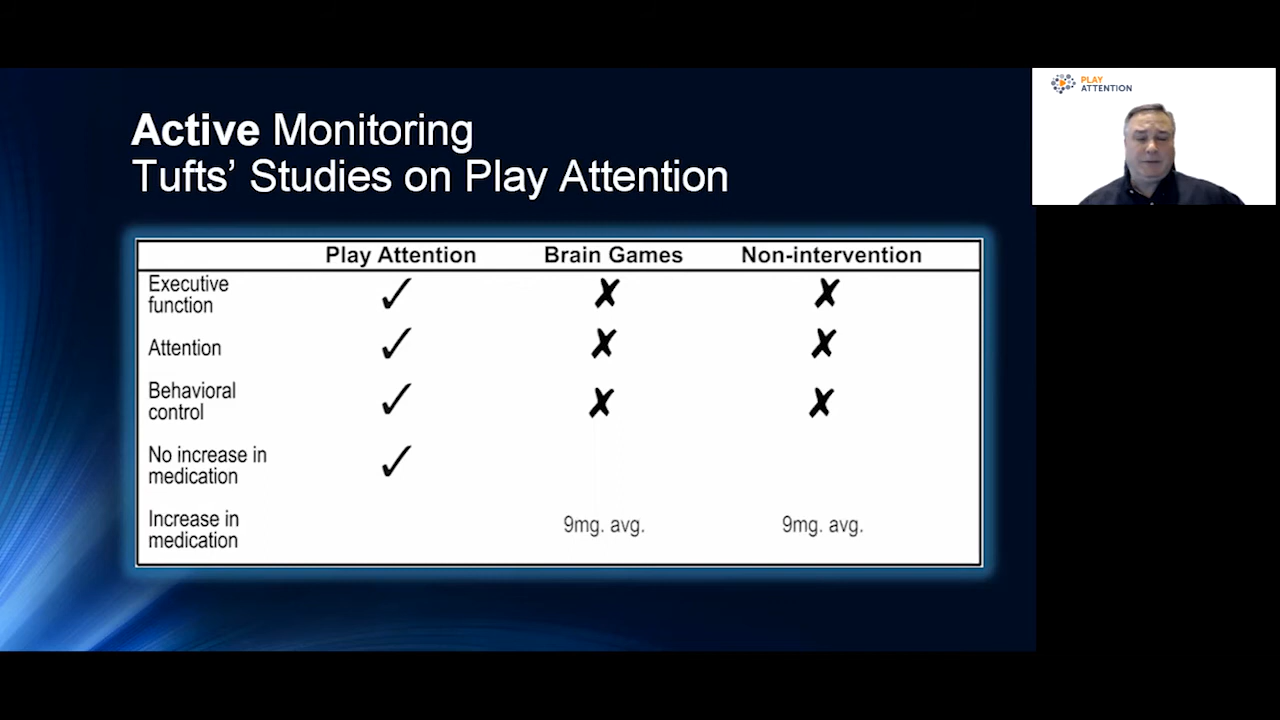 PLAY
ATTENTION
Active Monitoring
Tufts’ Studies on Play Attention
Play Attention Brain Games Non-intervention
Executive
function ✓ ✗ ✗
Attention ✓ ✗ ✗
Behavioral
control ✓ ✗ ✗
No increase in
medication ✓
Increase in
medication 9mg. avg. 9mg. avg.